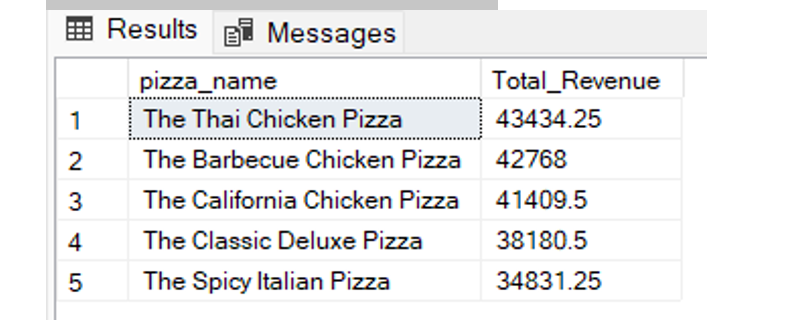 Results Messages
pizza_name Total_Revenue
1 The Thai Chicken Pizza 43434.25
2 The Barbecue Chicken Pizza 42768
3 The California Chicken Pizza 41409.5
4 The Classic Deluxe Pizza 38180.5
5 The Spicy Italian Pizza 34831.25